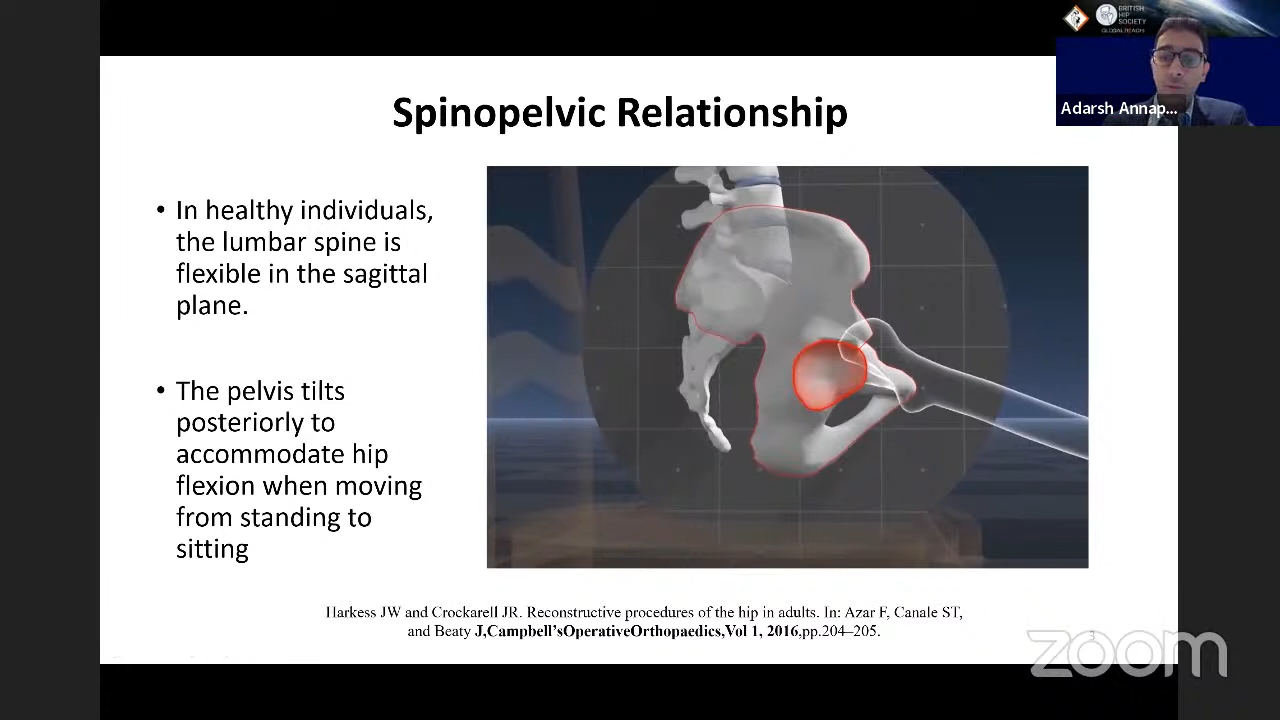 BRITISH
HIP
SOCIETY
GLOBAL REACH
Adarsh Annap...
Spinopelvic Relationship
• In healthy individuals,
the lumbar spine is
flexible in the sagittal
plane.
• The pelvis tilts
posteriorly to
accommodate hip
flexion when moving
from standing to
sitting
Harkess JW and Crockarell JR. Reconstructive procedures of the hip in adults. In: Azar F, Canale ST,
and Beaty J,Campbell'sOperativeOrthopaedics,Vol 1, 2016,pp.204–205.
3
zoom